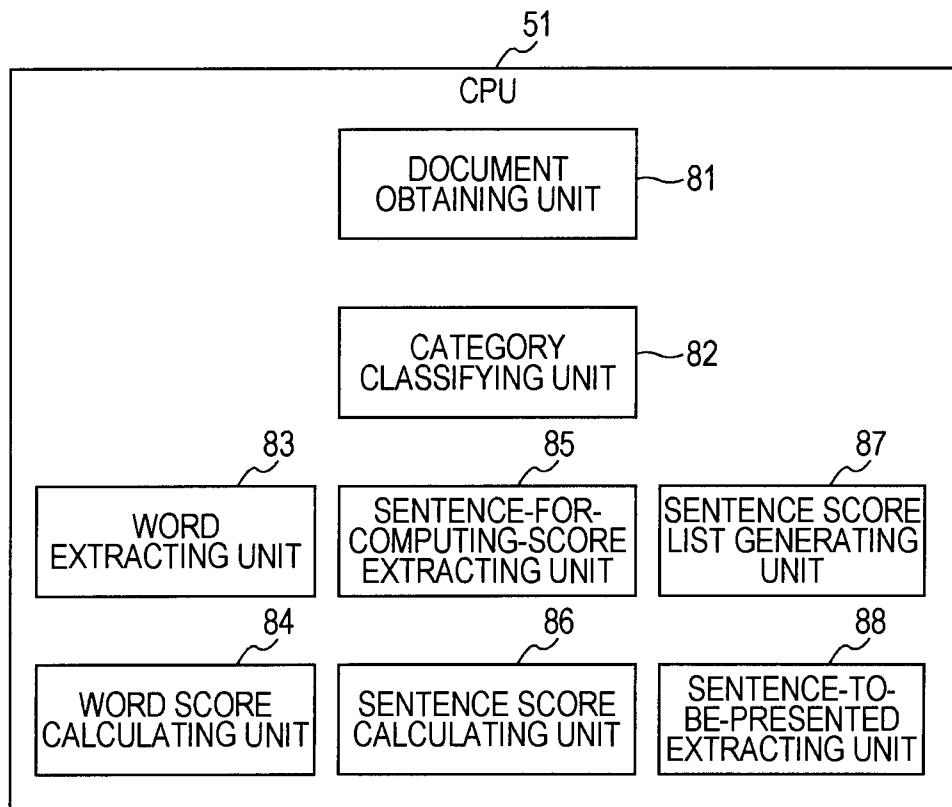 51
CPU
DOCUMENT
OBTAINING UNIT
81
CATEGORY
CLASSIFYING UNIT
82
83
WORD
EXTRACTING UNIT
85
SENTENCE-FOR-
COMPUTING-SCORE
EXTRACTING UNIT
87
SENTENCE SCORE
LIST GENERATING
UNIT
84
WORD SCORE
CALCULATING UNIT
86
SENTENCE SCORE
CALCULATING UNIT
88
SENTENCE-TO-
BE-PRESENTED
EXTRACTING UNIT